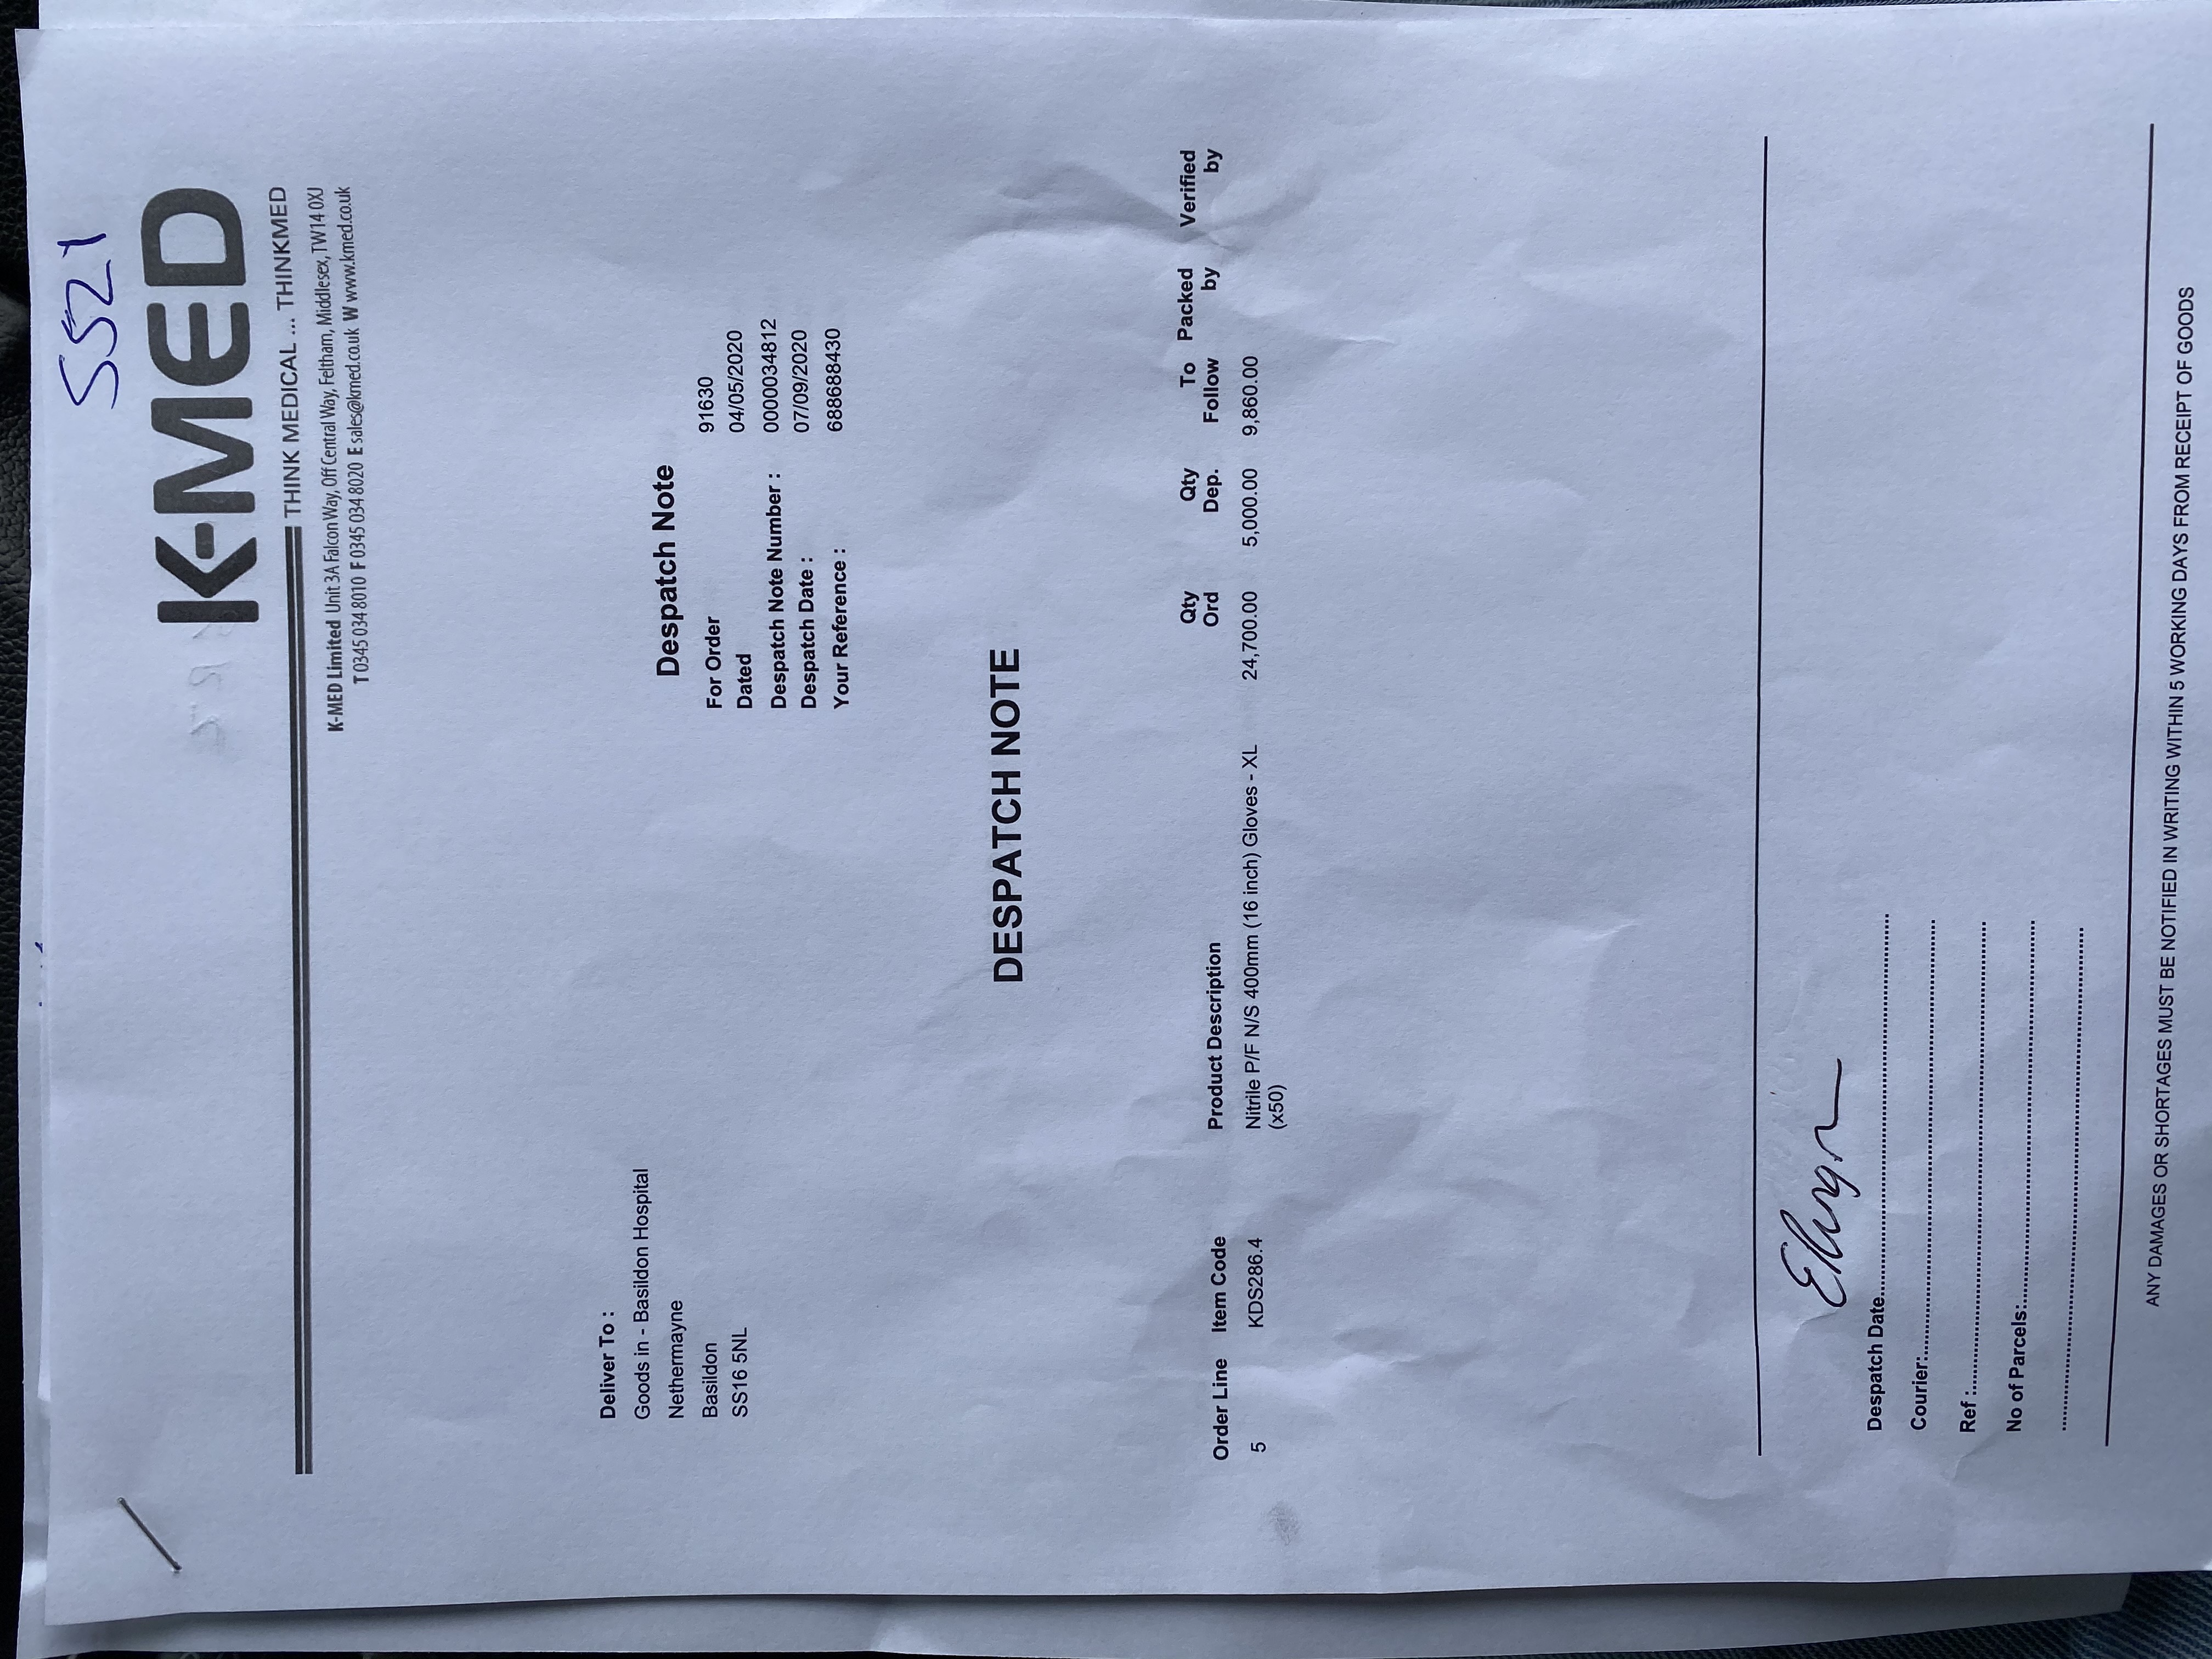 5521
K-MED
THINK MEDICAL ... THINKMED
K-MED Limited Unit 3A Falcon Way, Off Central Way, Feltham, Middlesex, TW14 0XJ
T 0345 034 8010 F 0345 034 8020 E sales@kmed.co.uk W www.kmed.co.uk
Deliver To :
Goods in - Basildon Hospital
Nethermayne
Basildon
SS16 5NL
Despatch Note
For Order 91630
Dated 04/05/2020
Despatch Note Number : 0000034812
Despatch Date : 07/09/2020
Your Reference : 688688430
DESPATCH NOTE
Order Line Item Code Product Description Qty Ord Qty Dep. To Follow Packed by Verified by
5 KDS286.4 Nitrile P/F N/S 400mm (16 inch) Gloves - XL 24,700.00 5,000.00 9,860.00
(x50)
Despatch Date
Courier:
Ref :
No of Parcels:
ANY DAMAGES OR SHORTAGES MUST BE NOTIFIED IN WRITING WITHIN 5 WORKING DAYS FROM RECEIPT OF GOODS